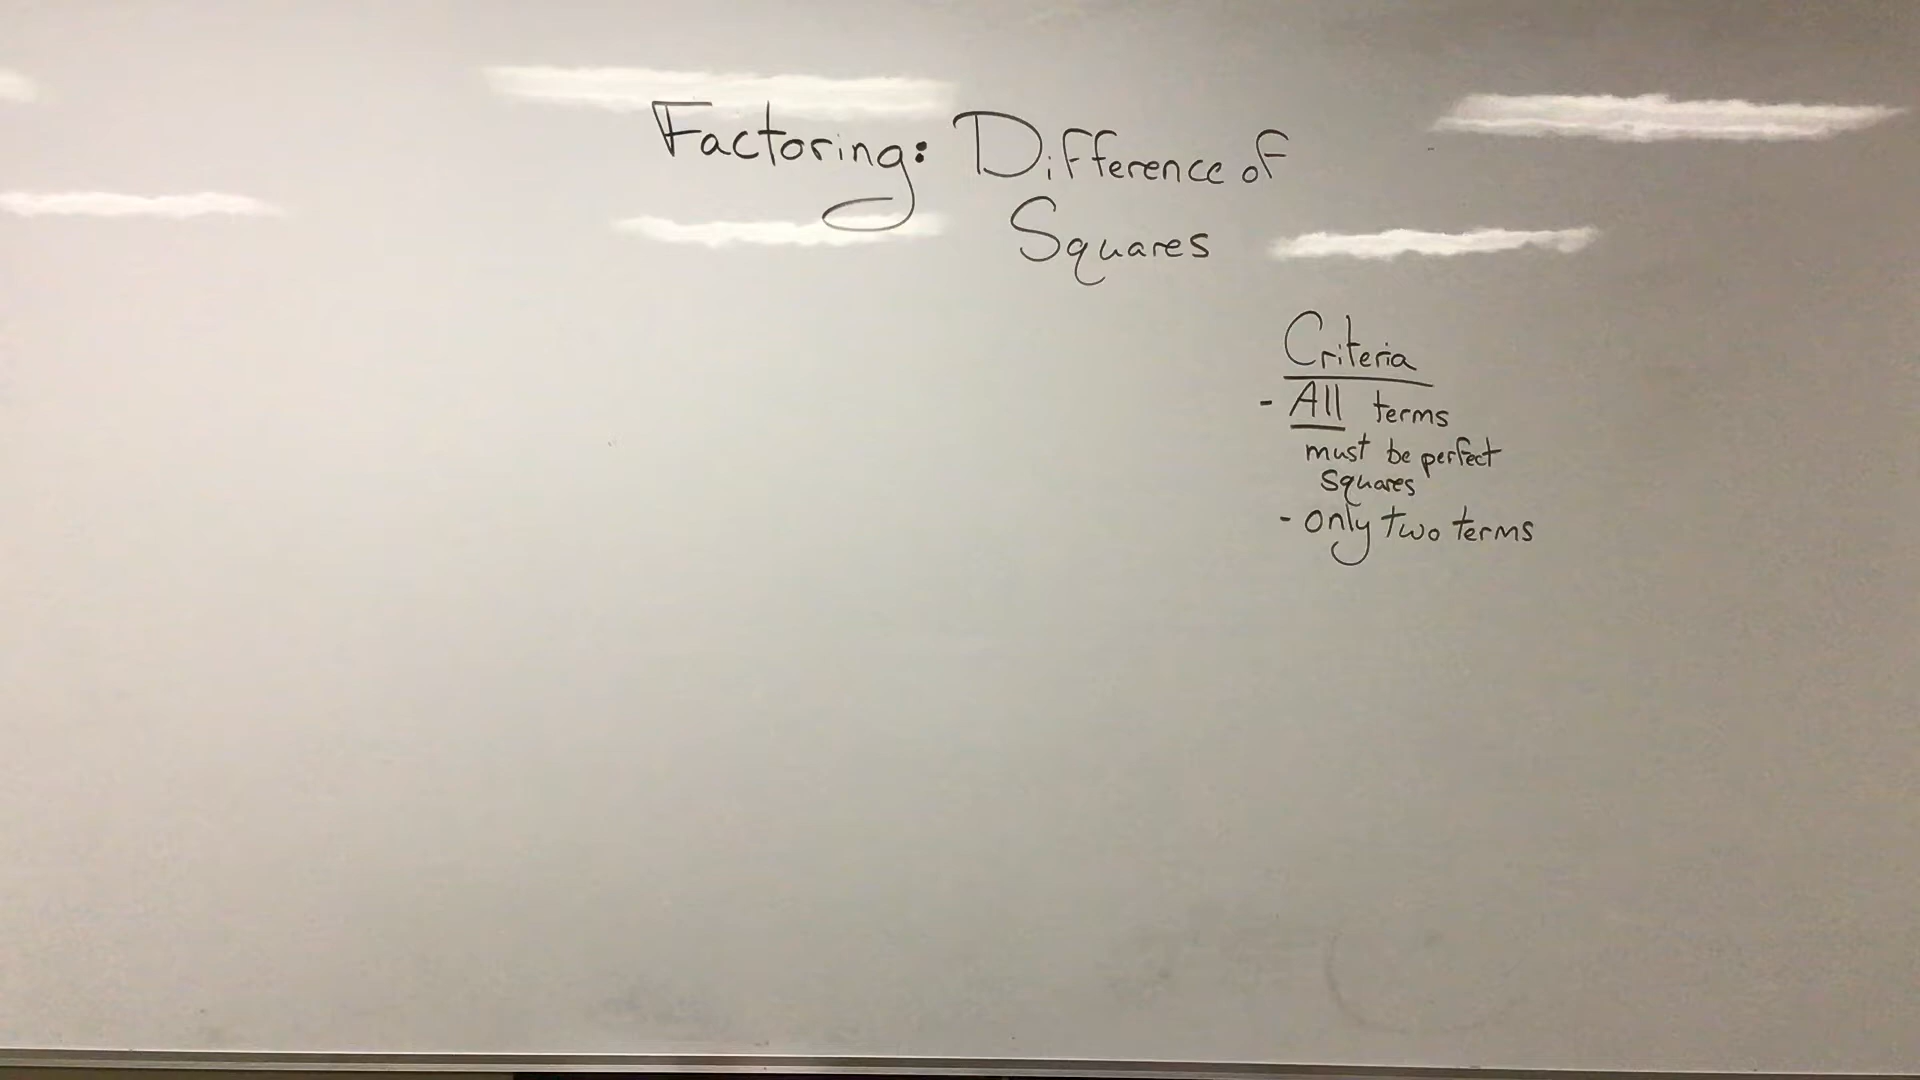 Factoring: Difference of
Squares
Criteria
- All terms
must be perfect
squares
- only two terms